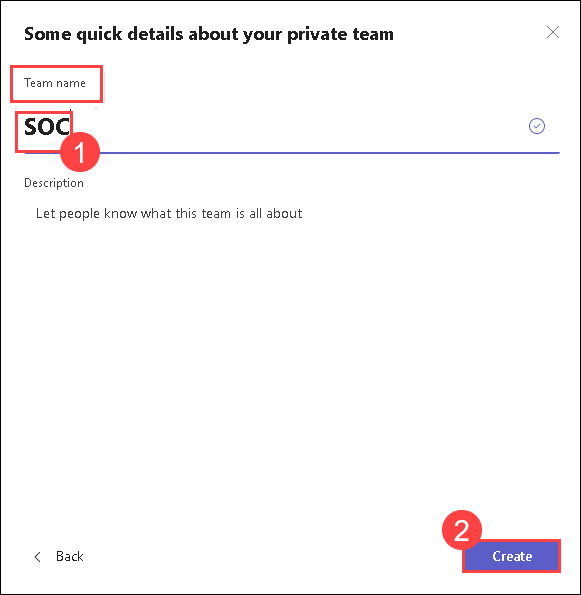 Some quick details about your private team
Team name
SOC
1
Description
Let people know what this team is all about
2
Back
Create